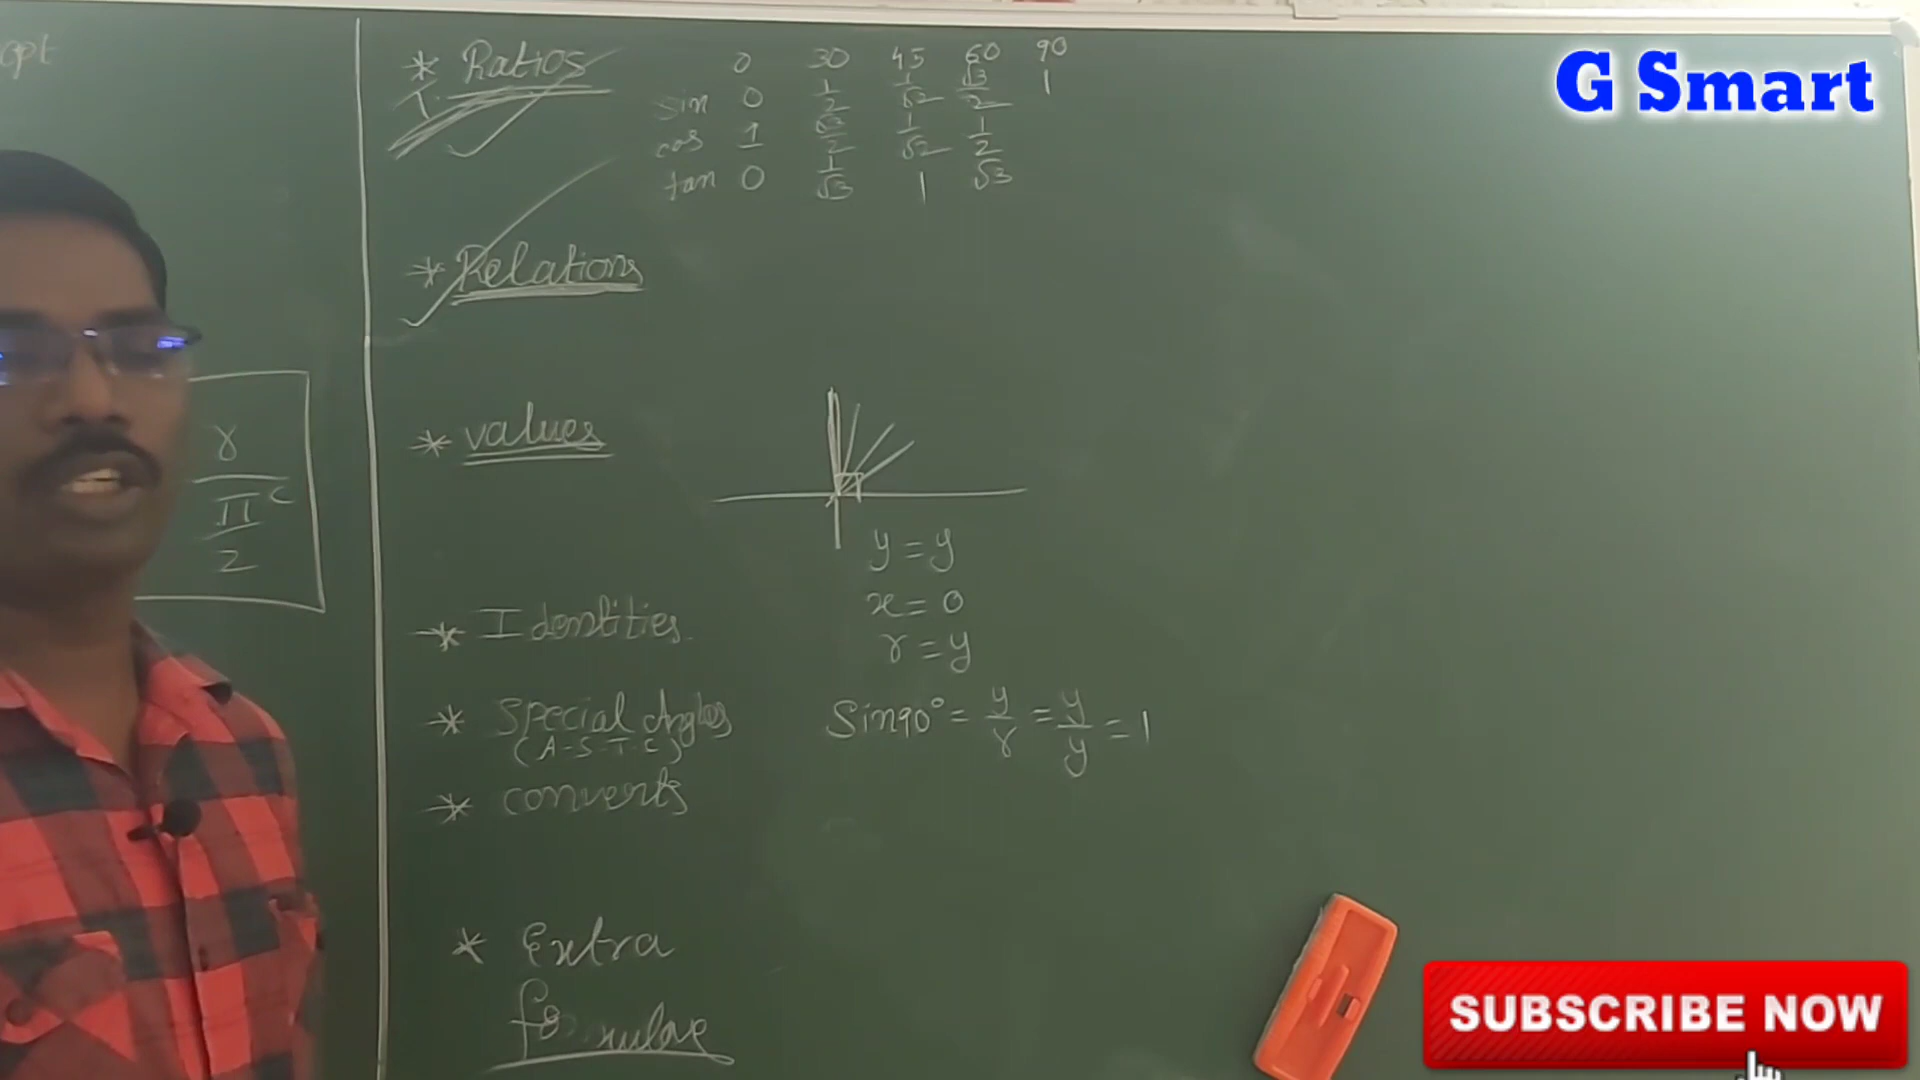 cept
* Ratios
T.
0 30 45 60 90
sin 0 1/2 1/√2 √3/2 1
cos 1 √3/2 1/√2 1/2
tan 0 1/√3 1 √3
* Relations
* values
γ
π^c
2
y = y
x = 0
r = y
* Identities
* Special Angles
(A-S-T-C)
Sin90° = y/r = y/y = 1
* converts
* Extra
formulae
G Smart
SUBSCRIBE NOW